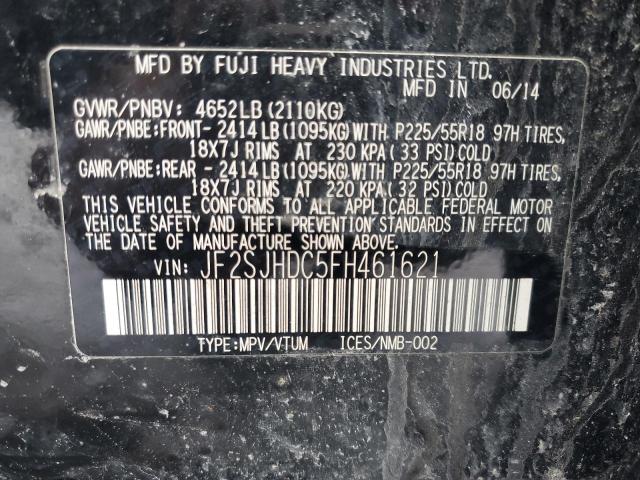 MFD BY FUJI HEAVY INDUSTRIES LTD.
MFD IN 06/14
GVWR/PNBV: 4652LB (2110KG)
GAWR/PNBE:FRONT- 2414 LB (1095KG) WITH P225/55R18 97H TIRES,
18X7J RIMS AT 230 KPA (33 PSI) COLD
GAWR/PNBE:REAR - 2414 LB (1095KG) WITH P225/55R18 97H TIRES,
18X7J RIMS AT 220 KPA (32 PSI) COLD
THIS VEHICLE CONFORMS TO ALL APPLICABLE FEDERAL MOTOR
VEHICLE SAFETY AND THEFT PREVENTION STANDARDS IN EFFECT ON
THE DATE OF MANUFACTURE SHOWN ABOVE.
VIN: JF2SJHDC5FH461621
TYPE:MPV/VTUM ICES/NMB-002